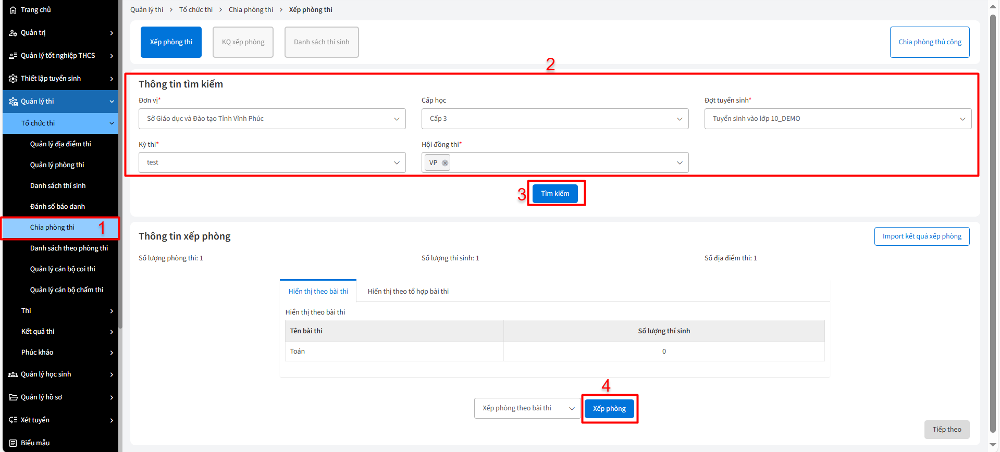 Trang chủ
Quản trị
Quản lý tốt nghiệp THCS
Thiết lập tuyển sinh
Quản lý thi
Tổ chức thi
Quản lý địa điểm thi
Quản lý phòng thi
Danh sách thí sinh
Đánh số báo danh
Chia phòng thi 1
Danh sách theo phòng thi
Quản lý cán bộ coi thi
Quản lý cán bộ chấm thi
Thi
Kết quả thi
Phúc khảo
Quản lý học sinh
Quản lý hồ sơ
Xét tuyển
Biểu mẫu
Quản lý thi > Tổ chức thi > Chia phòng thi > Xếp phòng thi
Xếp phòng thi KQ xếp phòng Danh sách thí sinh Chia phòng thủ công
2
Thông tin tìm kiếm
Đơn vị* Cấp học Đợt tuyển sinh*
Sở Giáo dục và Đào tạo Tỉnh Vĩnh Phúc Cấp 3 Tuyển sinh vào lớp 10_DEMO
Kỳ thi* Hội đồng thi*
test VP
3 Tìm kiếm
Thông tin xếp phòng Import kết quả xếp phòng
Số lượng phòng thi: 1 Số lượng thí sinh: 1 Số địa điểm thi: 1
Hiển thị theo bài thi Hiển thị theo tổ hợp bài thi
Hiển thị theo bài thi
Tên bài thi Số lượng thí sinh
Toán 0
4
Xếp phòng theo bài thi Xếp phòng
Tiếp theo